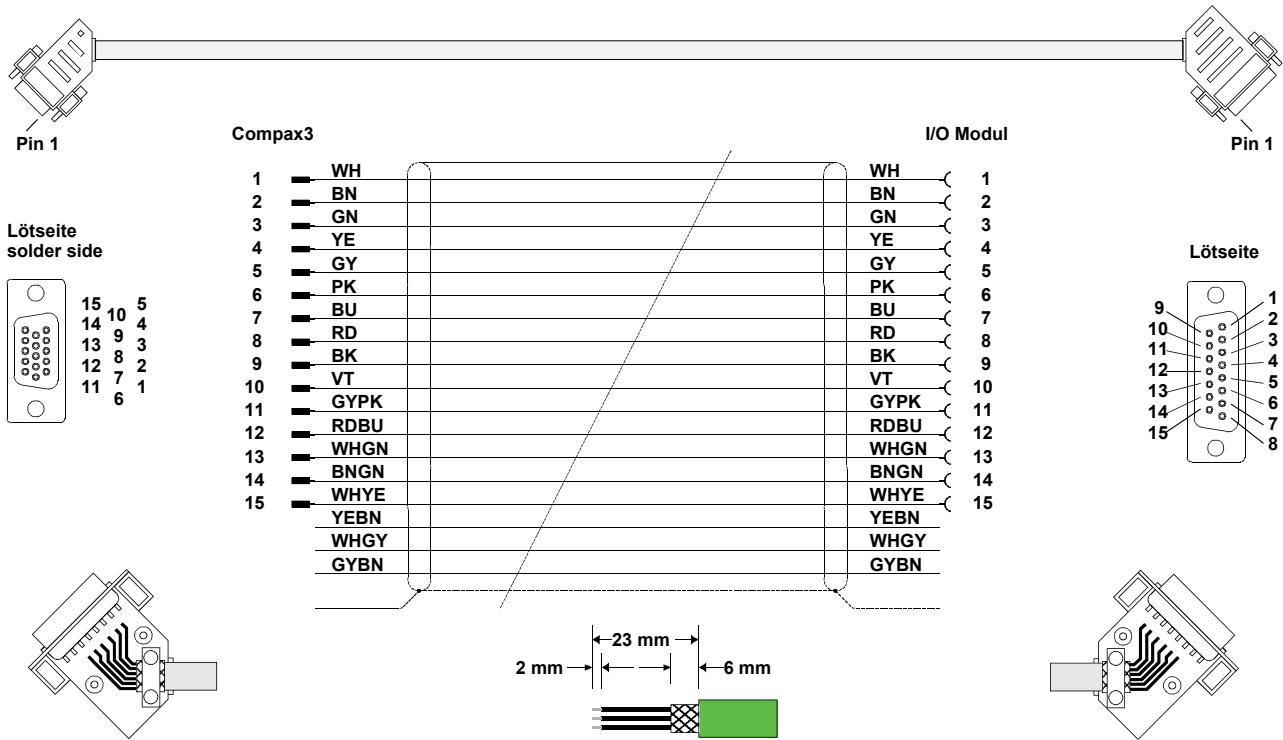 Pin 1
Pin 1
Compax3
I/O Modul
1 WH WH 1
2 BN BN 2
3 GN GN 3
4 YE YE 4
5 GY GY 5
6 PK PK 6
7 BU BU 7
8 RD RD 8
9 BK BK 9
10 VT VT 10
11 GYPK GYPK 11
12 RDBU RDBU 12
13 WHGN WHGN 13
14 BNGN BNGN 14
15 WHYE WHYE 15
YEBN YEBN
WHGY WHGY
GYBN GYBN
Lötseite
solder side
15 5
10
14 4
9
13 3
8
12 2
7
11 1
6
Lötseite
9 1
10 2
11 3
12 4
13 5
14 6
15 7
8
23 mm
2 mm 6 mm